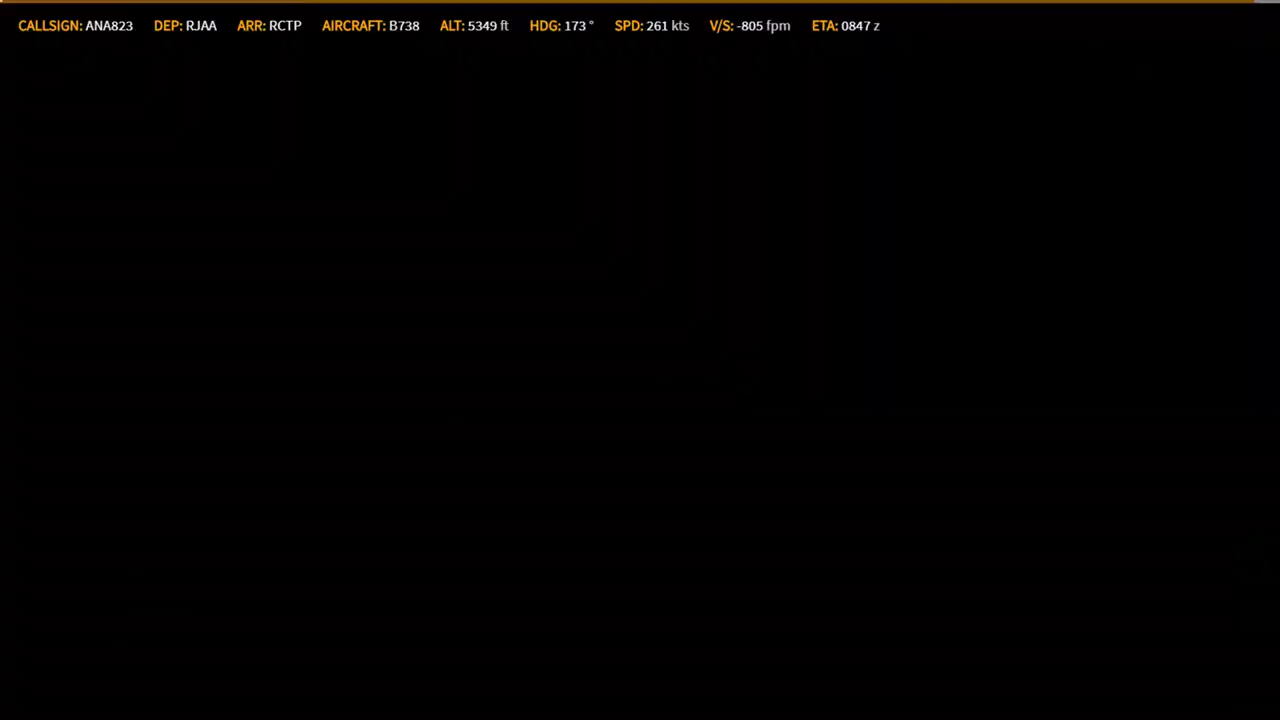 CALLSIGN: ANA823 DEP: RJAA ARR: RCTP AIRCRAFT: B738 ALT: 5349 ft HDG: 173 ° SPD: 261 kts V/S: -805 fpm ETA: 0847 z